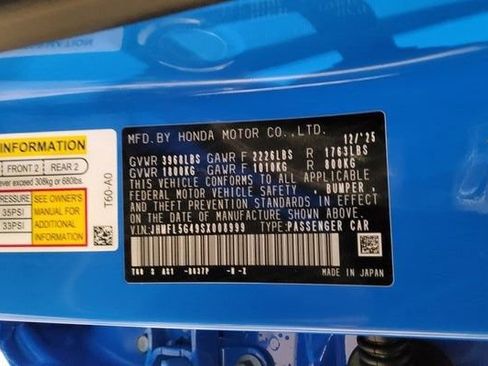 INFORMATION
FRONT 2 REAR 2
ever exceed 308kg or 680lbs
PRESSURE
SEE OWNER'S
MANUAL FOR
ADDITIONAL
INFORMATION
35PSI
33PSI
T60-A0
MFD.BY HONDA MOTOR CO.,LTD. 12/'25
GVWR 3968LBS GAWR F 2226LBS R 1763LBS
GVWR 1800KG GAWR F 1010KG R 800KG
THIS VEHICLE CONFORMS TO ALL APPLICABLE
FEDERAL MOTOR VEHICLE SAFETY, BUMPER,
AND THEFT PREVENTION STANDARDS IN EFFECT
ON THE DATE OF MANUFACTURE SHOWN ABOVE.
V.I.N:JHMFL5G49SX008999 TYPE:PASSENGER CAR
MADE IN JAPAN